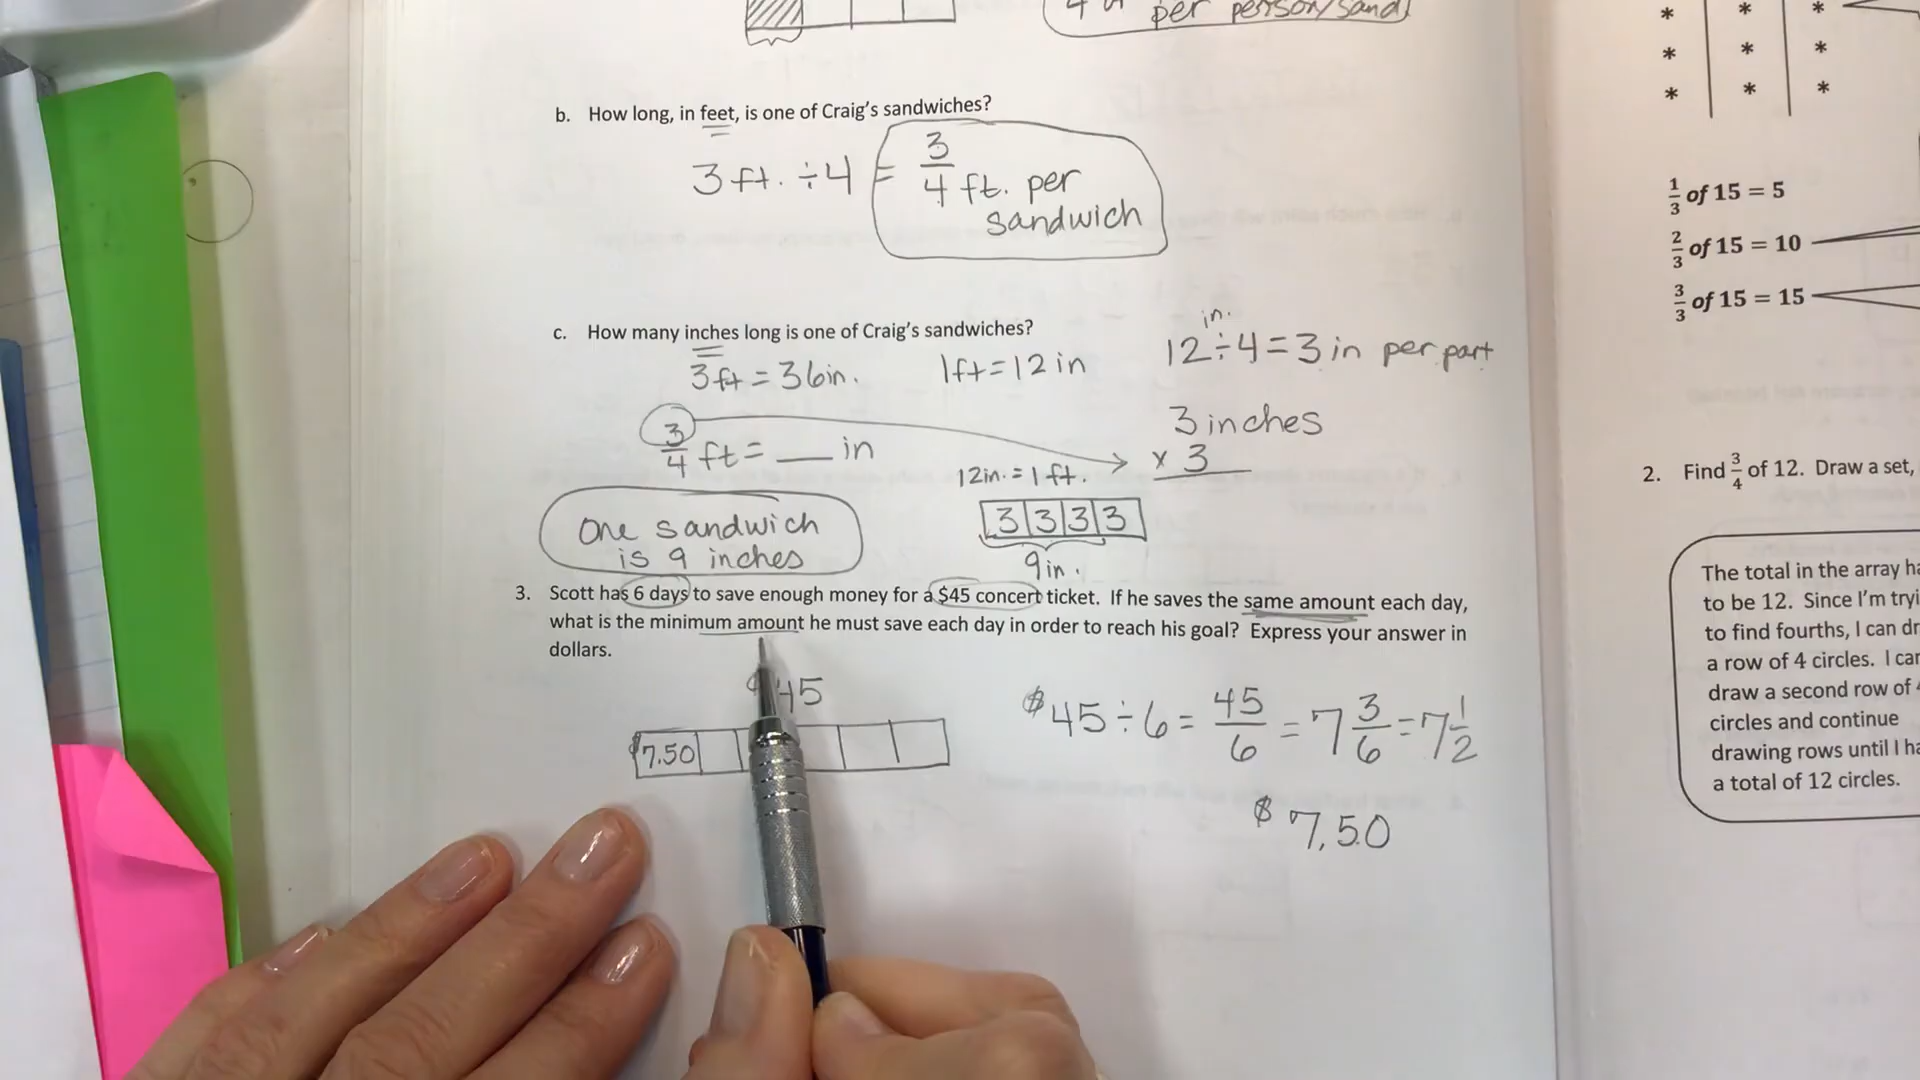 per person/sand
b. How long, in feet, is one of Craig's sandwiches?
3 ft. ÷ 4 = 3/4 ft. per
sandwich
c. How many inches long is one of Craig's sandwiches?
3 ft = 36 in.
1 ft = 12 in
in.
12 ÷ 4 = 3 in per part
3 inches
x 3
3/4 ft = ___ in
12 in. = 1 ft.
3 3 3 3
9 in.
One sandwich
is 9 inches
3. Scott has 6 days to save enough money for a $45 concert ticket. If he saves the same amount each day,
what is the minimum amount he must save each day in order to reach his goal? Express your answer in
dollars.
$45
$7.50
$45 ÷ 6 = 45/6 = 7 3/6 = 7 1/2
$7.50
* * *
* * *
* * *
1/3 of 15 = 5
2/3 of 15 = 10
3/3 of 15 = 15
2. Find 3/4 of 12. Draw a set,
The total in the array
to be 12. Since I'm
to find fourths, I can
a row of 4 circles. I
draw a second row of
circles and continue
drawing rows until I
a total of 12 circles.